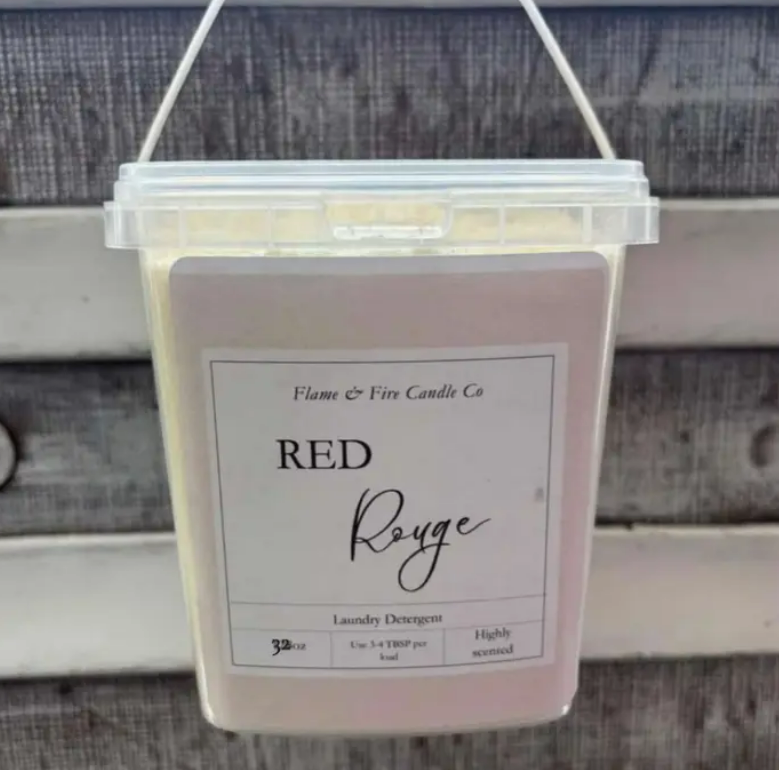 Flame & Fire Candle Co
RED
Rouge
Laundry Detergent
32oz
Use 3-4 TBSP per
load
Highly
scented